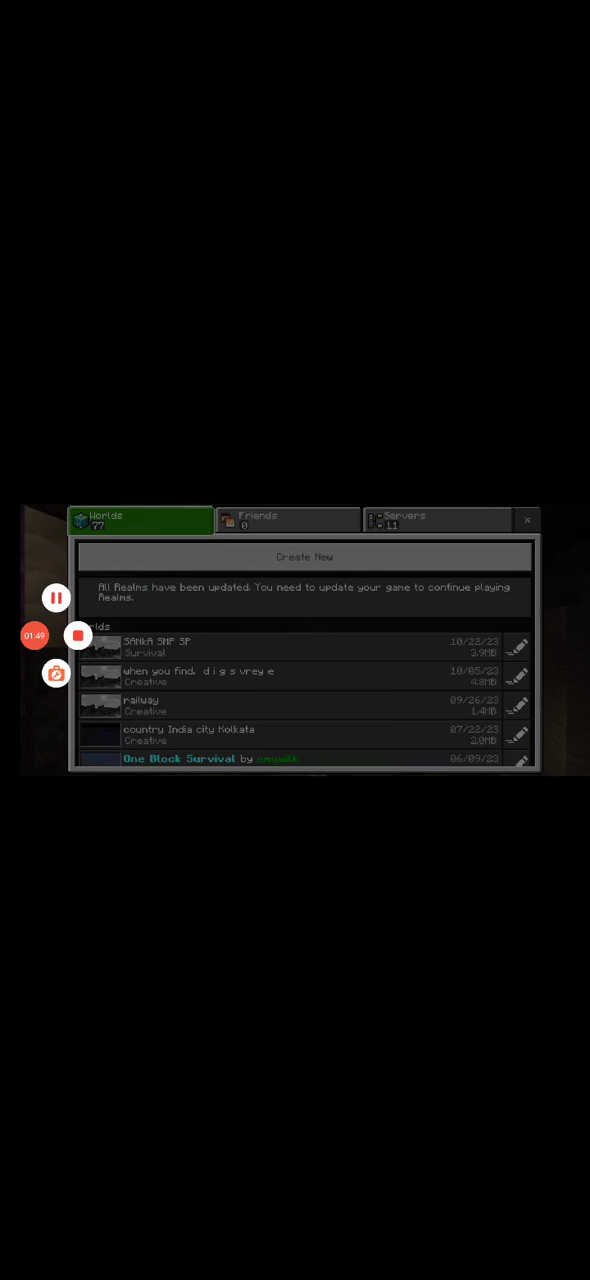 Worlds
77
Friends
0
Servers
11
Create New
All Realms have been updated. You need to update your game to continue playing
Realms.
rlds
SANkA SMP SP
10/22/23
Survival
3.9MB
when you find. d i g s vrey e
10/05/23
Creative
4.8MB
railway
09/26/23
Creative
1.4MB
country India city Kolkata
07/22/23
Creative
2.0MB
One Block Survival by emuwilk
06/09/23
01:49